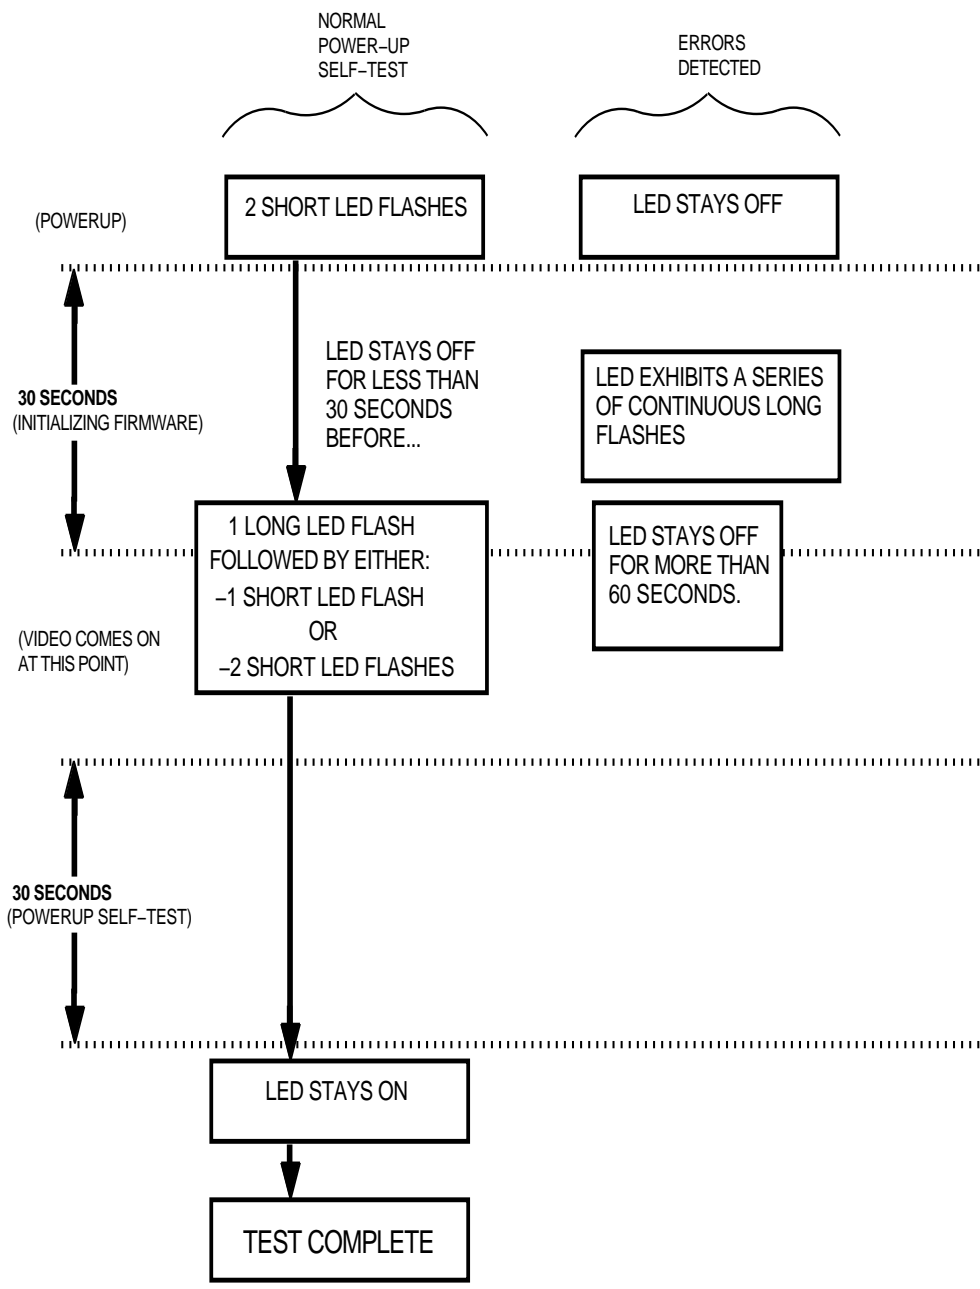 NORMAL
POWER–UP
SELF–TEST
ERRORS
DETECTED
(POWERUP)
2 SHORT LED FLASHES
LED STAYS OFF
30 SECONDS
(INITIALIZING FIRMWARE)
LED STAYS OFF
FOR LESS THAN
30 SECONDS
BEFORE...
LED EXHIBITS A SERIES
OF CONTINUOUS LONG
FLASHES
1 LONG LED FLASH
FOLLOWED BY EITHER:
–1 SHORT LED FLASH
OR
–2 SHORT LED FLASHES
LED STAYS OFF
FOR MORE THAN
60 SECONDS.
(VIDEO COMES ON
AT THIS POINT)
30 SECONDS
(POWERUP SELF–TEST)
LED STAYS ON
TEST COMPLETE